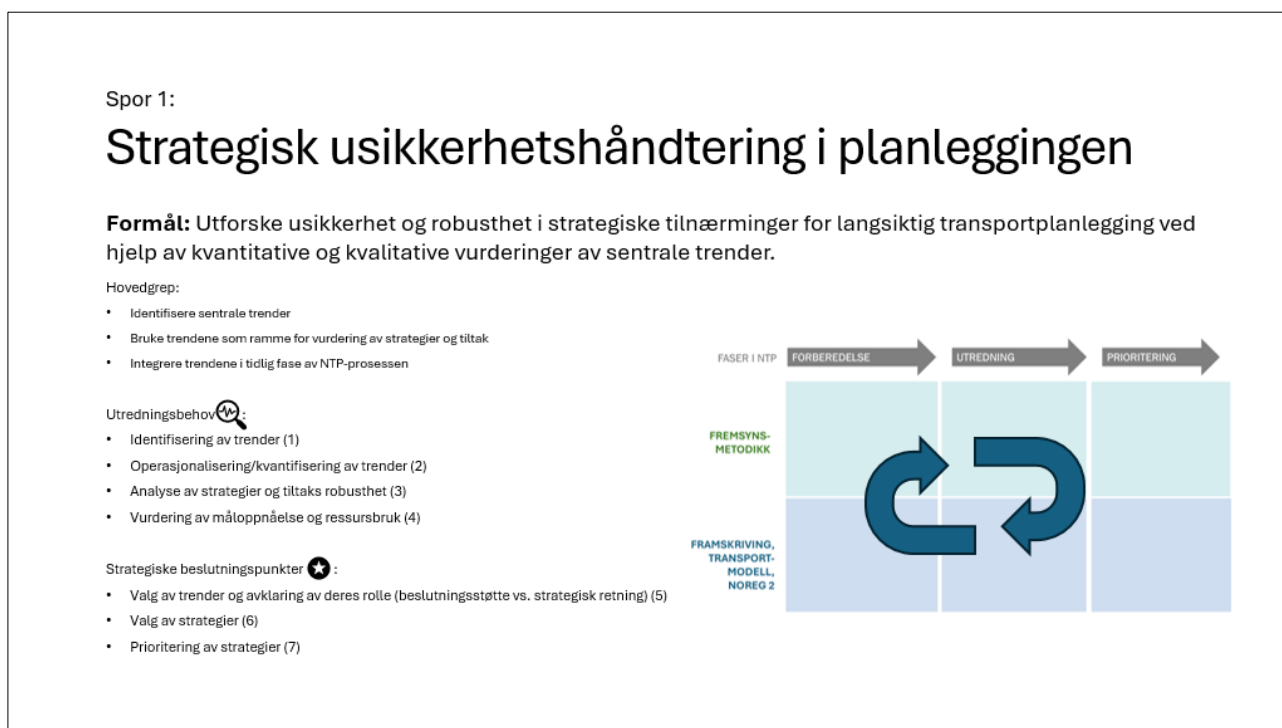 Spor 1:
Strategisk usikkerhetshåndtering i planleggingen
Formål: Utforske usikkerhet og robusthet i strategiske tilnærminger for langsiktig transportplanlegging ved
hjelp av kvantitative og kvalitative vurderinger av sentrale trender.
Hovedgrep:
• Identifisere sentrale trender
• Bruke trendene som ramme for vurdering av strategier og tiltak
• Integrere trendene i tidlig fase av NTP-prosessen
Utredningsbehov :
• Identifisering av trender (1)
• Operasjonalisering/kvantifisering av trender (2)
• Analyse av strategier og tiltaks robusthet (3)
• Vurdering av måloppnåelse og ressursbruk (4)
Strategiske beslutningspunkter :
• Valg av trender og avklaring av deres rolle (beslutningsstøtte vs. strategisk retning) (5)
• Valg av strategier (6)
• Prioritering av strategier (7)
FASER I NTP FORBEREDELSE UTREDNING PRIORITERING
FREMSYNS-
METODIKK
FRAMSKRIVING,
TRANSPORT-
MODELL,
NOREG 2